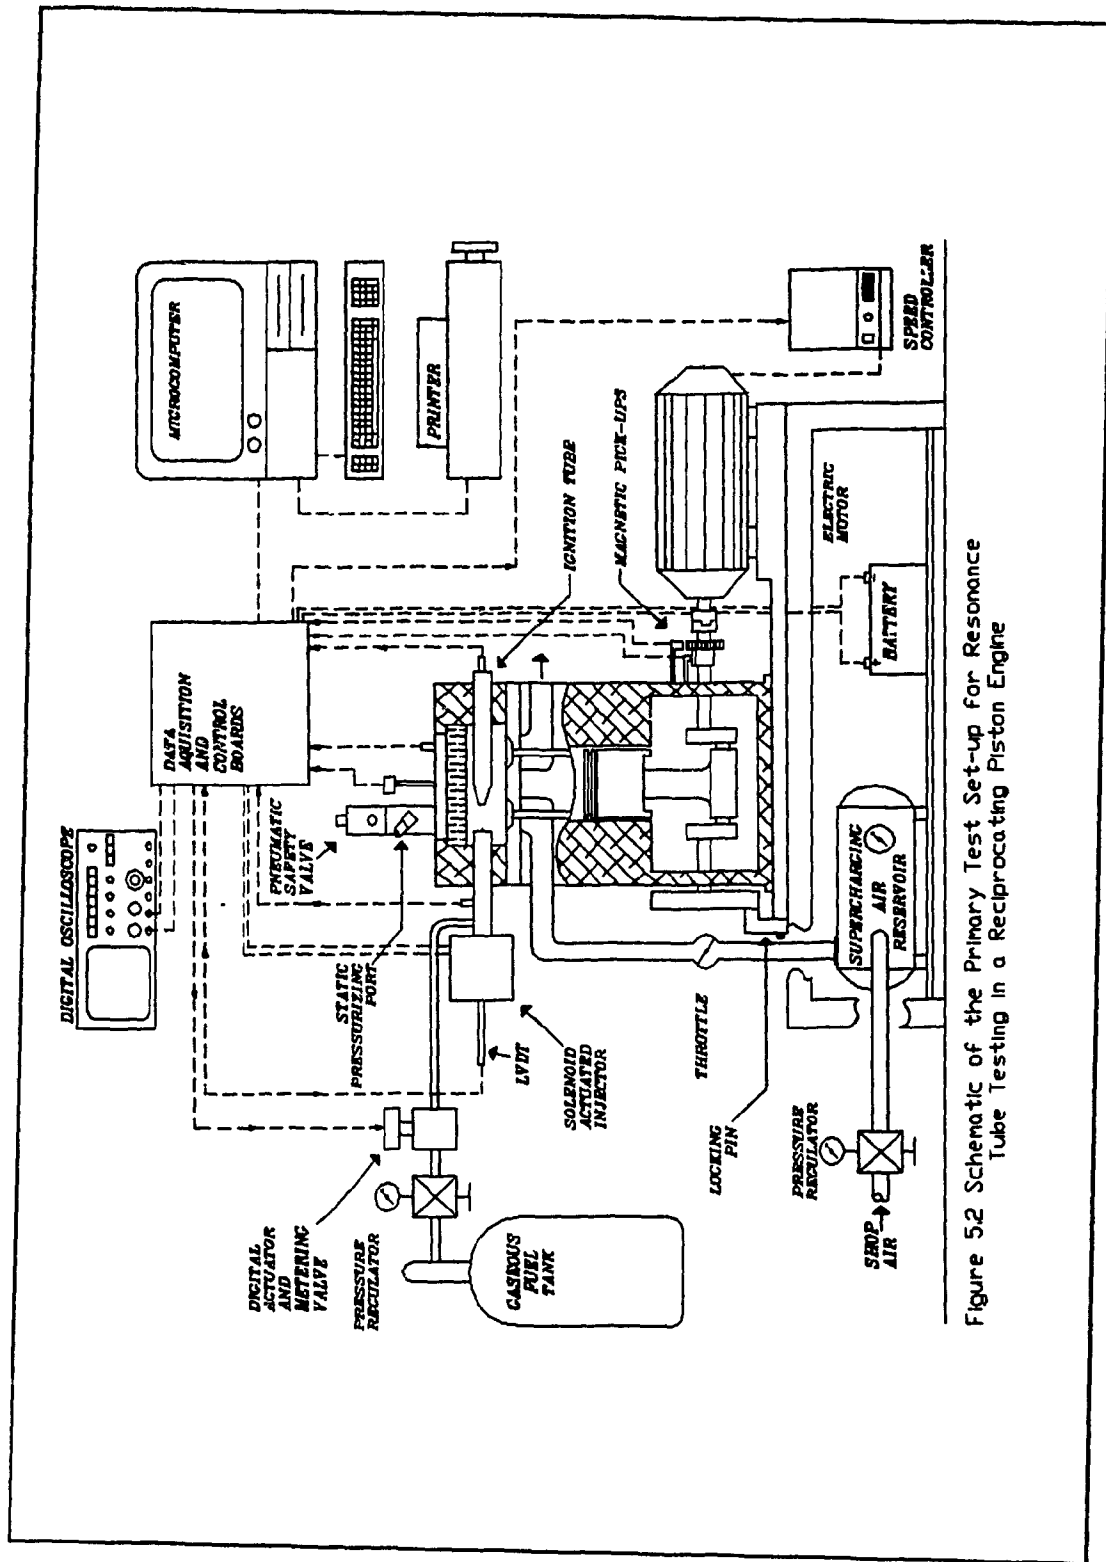 DIGITAL OSCILLOSCOPE
DATA
AQUISITION
AND
CONTROL
BOARDS
MICROCOMPUTER
PRINTER
PNEUMATIC
SAFETY
VALVE
STATIC
PRESSURIZING
PORT
DIGITAL
ACTUATOR
AND
METERING
VALVE
PRESSURE
REGULATOR
GASEOUS
FUEL
TANK
LVDT
SOLENOID
ACTUATED
INJECTOR
IGNITION TUBE
MAGNETIC PICK-UPS
THROTTLE
LOCKING
PIN
PRESSURE
REGULATOR
SHOP
AIR
SUPERCHARGING
AIR
RESERVOIR
BATTERY
ELECTRIC
MOTOR
SPEED
CONTROLLER
Figure 5.2 Schematic of the Primary Test Set-up for Resonance
Tube Testing in a Reciprocating Piston Engine